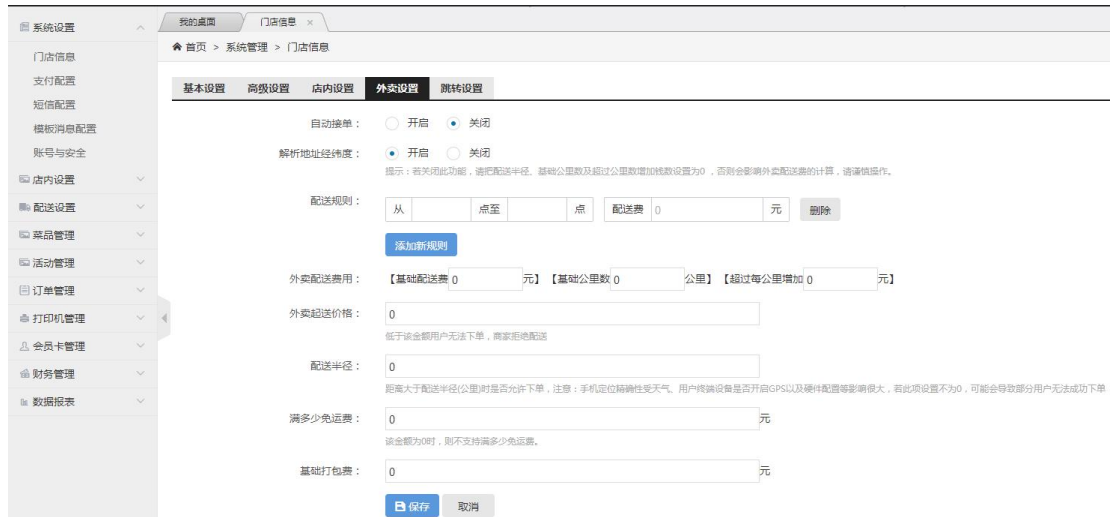 我的桌面 门店信息 ×
系统设置
首页 > 系统管理 > 门店信息
门店信息
支付配置
短信配置
模板消息配置
账号与安全
店内设置
配送设置
菜品管理
活动管理
订单管理
打印机管理
会员卡管理
财务管理
数据报表
基本设置 高级设置 店内设置 外卖设置 跳转设置
自动接单： 开启 关闭
解析地址经纬度： 开启 关闭
提示：若关闭此功能，请把配送半径、基础公里数及超过公里数增加钱数设置为0 ，否则会影响外卖配送费的计算，请谨慎操作。
配送规则： 从 点至 点 配送费 0 元 删除
添加新规则
外卖配送费用： 【基础配送费 0 元】【基础公里数 0 公里】【超过每公里增加 0 元】
外卖起送价格： 0
低于该金额用户无法下单，商家拒绝配送
配送半径： 0
距离大于配送半径(公里)时是否允许下单，注意：手机定位精确性受天气、用户终端设备是否开启GPS以及硬件配置等影响很大，若此项设置不为0，可能会导致部分用户无法成功下单
满多少免运费： 0 元
该金额为0时，则不支持满多少免运费。
基础打包费： 0 元
保存 取消